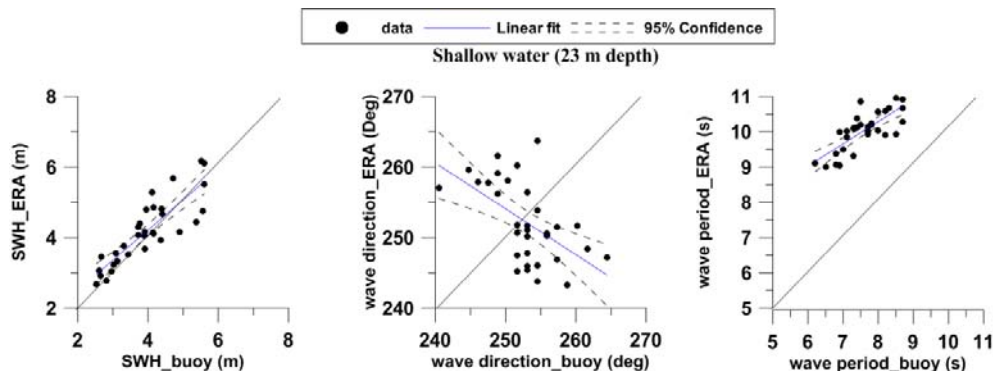 data Linear fit 95% Confidence
Shallow water (23 m depth)
SWH_ERA (m)
8
6
4
2
2 4 6 8
SWH_buoy (m)
wave direction_ERA (Deg)
270
260
250
240
240 250 260 270
wave direction_buoy (deg)
wave period_ERA (s)
11
10
9
8
7
6
5
5 6 7 8 9 10 11
wave period_buoy (s)